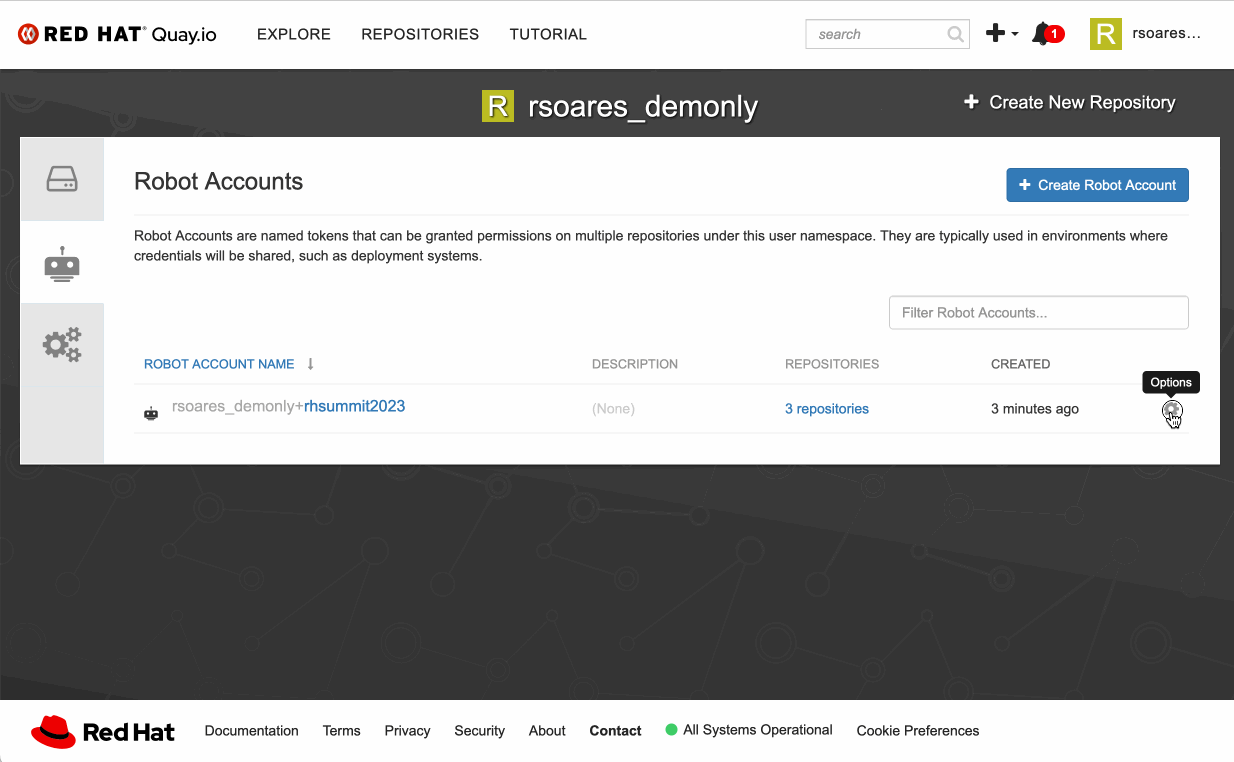 RED HAT® Quay.io EXPLORE REPOSITORIES TUTORIAL search 1 R rsoares...
R rsoares_demonly + Create New Repository
Robot Accounts + Create Robot Account
Robot Accounts are named tokens that can be granted permissions on multiple repositories under this user namespace. They are typically used in environments where
credentials will be shared, such as deployment systems.
Filter Robot Accounts...
ROBOT ACCOUNT NAME ↓ DESCRIPTION REPOSITORIES CREATED
Options
rsoares_demonly+rhsummit2023 (None) 3 repositories 3 minutes ago
Red Hat Documentation Terms Privacy Security About Contact All Systems Operational Cookie Preferences